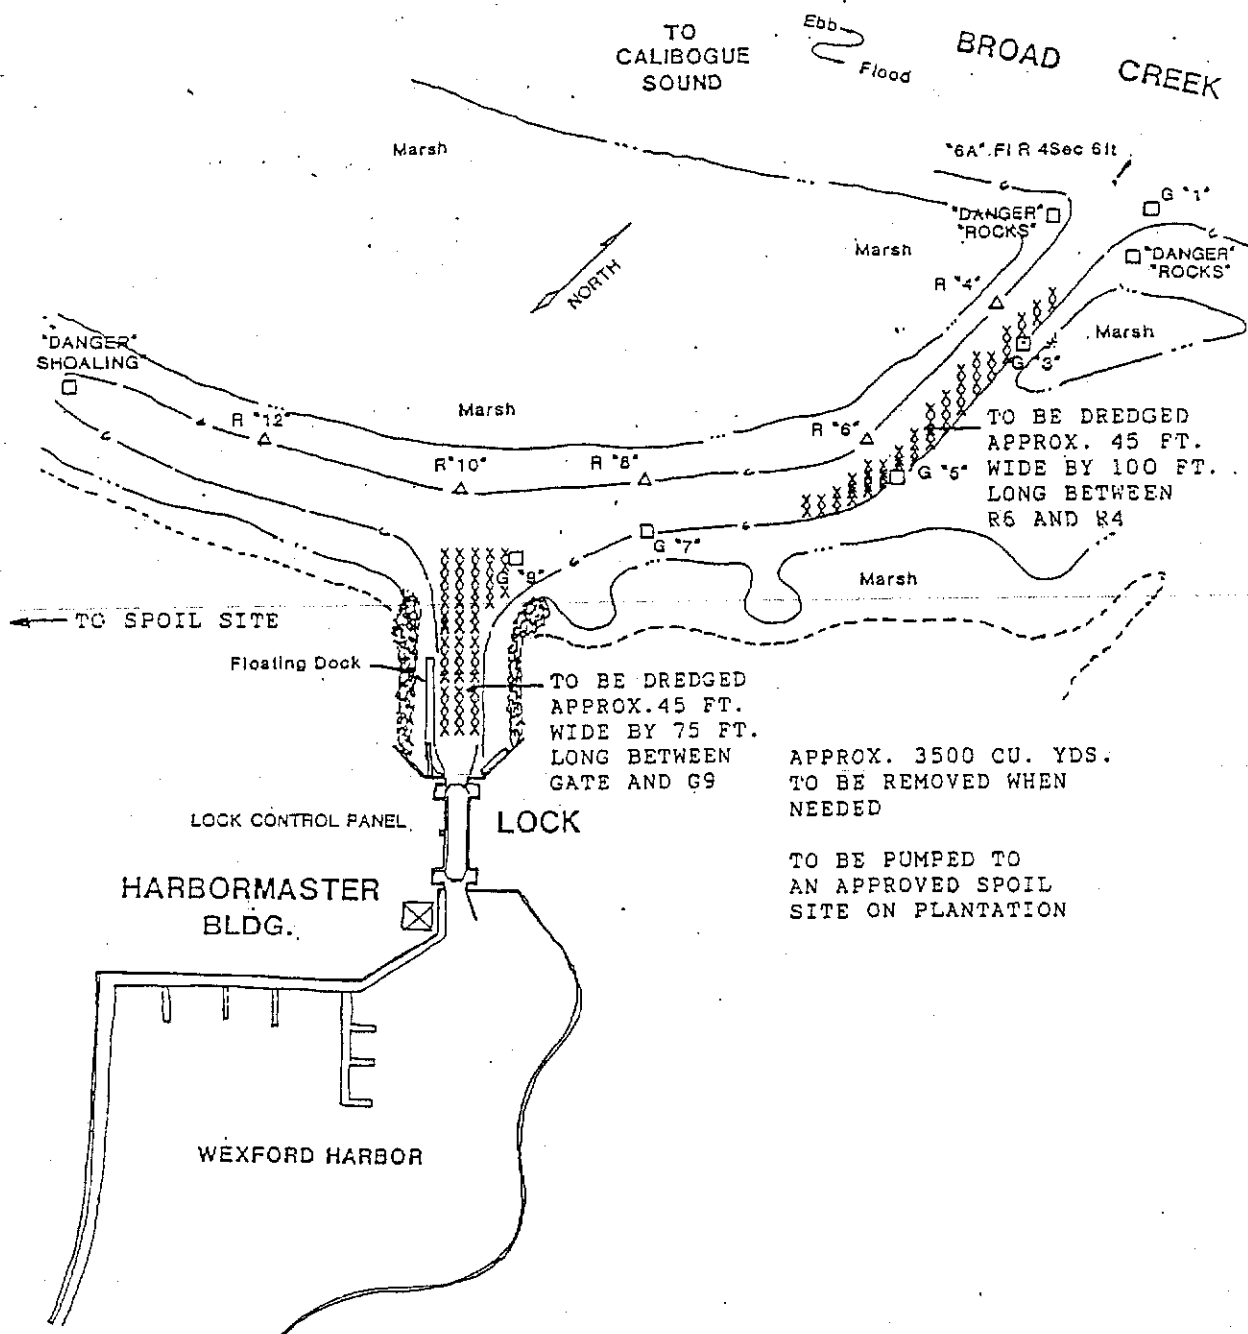 TO
CALIBOGUE
SOUND
Ebb
Flood
BROAD CREEK
Marsh
"6A" Fl R 4Sec 6ft
G "1"
"DANGER"
"ROCKS"
"DANGER"
"ROCKS"
Marsh
NORTH
R "4"
Marsh
G "3"
"DANGER"
SHOALING
R "12"
Marsh
R "10"
R "8"
R "6"
G "5"
TO BE DREDGED
APPROX. 45 FT.
WIDE BY 100 FT.
LONG BETWEEN
R6 AND R4
G "7"
G "9"
Marsh
TO SPOIL SITE
Floating Dock
TO BE DREDGED
APPROX.45 FT.
WIDE BY 75 FT.
LONG BETWEEN
GATE AND G9
APPROX. 3500 CU. YDS.
TO BE REMOVED WHEN
NEEDED
TO BE PUMPED TO
AN APPROVED SPOIL
SITE ON PLANTATION
LOCK CONTROL PANEL
LOCK
HARBORMASTER
BLDG.
WEXFORD HARBOR